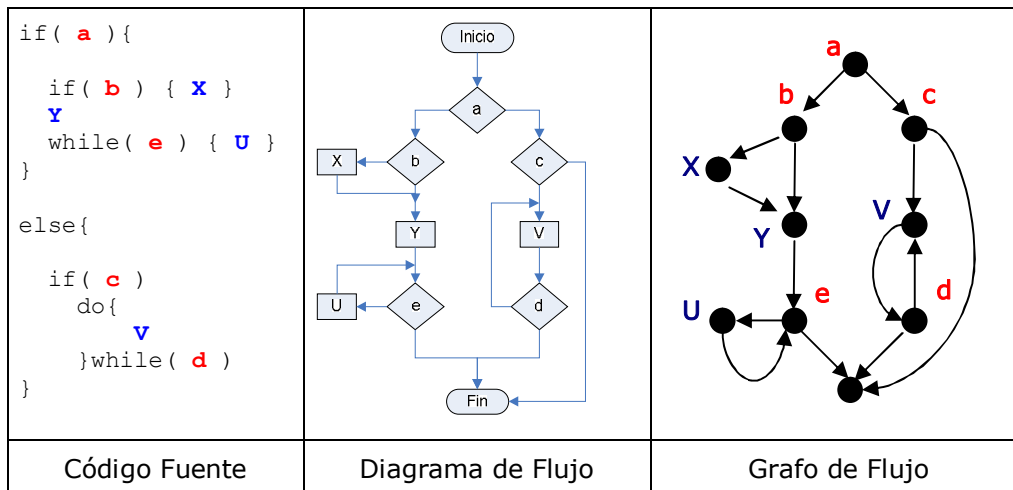 if( a ){
if( b ) { X }
Y
while( e ) { U }
}
else{
if( c )
do{
V
}while( d )
}
Código Fuente
Inicio
a
X
b
c
Y
V
U
e
d
Fin
Diagrama de Flujo
a
b
c
X
V
Y
U
e
d
Grafo de Flujo